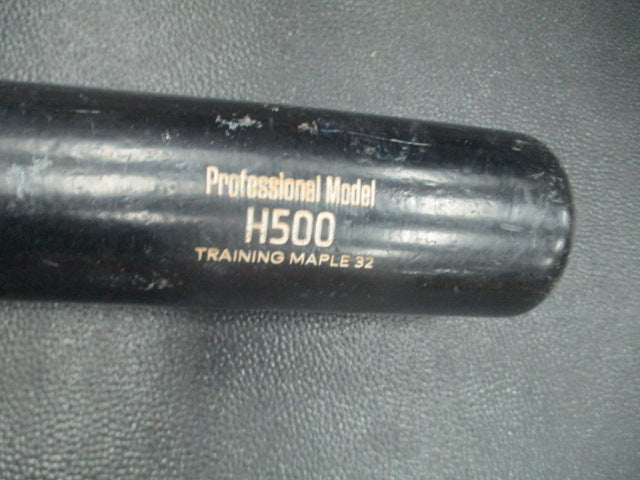 Professional Model
H500
TRAINING MAPLE 32